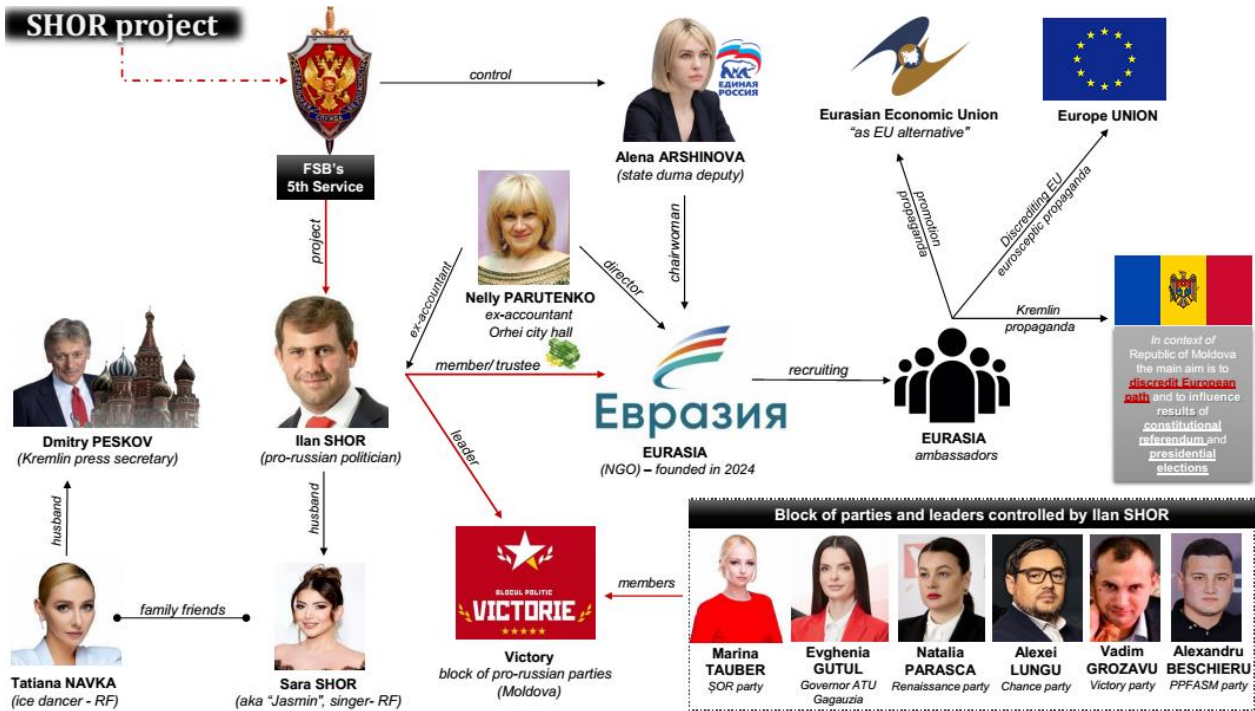 SHOR project
ФЕДЕРАЛЬНАЯ СЛУЖБА БЕЗОПАСНОСТИ
FSB's
5th Service
control
ЕДИНАЯ
РОССИЯ
Alena ARSHINOVA
(state duma deputy)
Eurasian Economic Union
"as EU alternative"
Europe UNION
project
Nelly PARUTENKO
ex-accountant
Orhei city hall
ex-accountant
director
chairwoman
promotion
propaganda
Discrediting EU
eurosceptic propaganda
Kremlin
propaganda
Dmitry PESKOV
(Kremlin press secretary)
Ilan SHOR
(pro-russian politician)
member/ trustee
Евразия
EURASIA
(NGO) – founded in 2024
recruiting
EURASIA
ambassadors
In context of
Republic of Moldova
the main aim is to
discredit European
path and to influence
results of
constitutional
referendum and
presidential
elections
leader
husband
husband
Tatiana NAVKA
(ice dancer - RF)
family friends
Sara SHOR
(aka "Jasmin", singer- RF)
BLOCUL POLITIC
VICTORIE
Victory
block of pro-russian parties
(Moldova)
members
Block of parties and leaders controlled by Ilan SHOR
Marina
TAUBER
ȘOR party
Evghenia
GUTUL
Governor ATU
Gagauzia
Natalia
PARASCA
Renaissance party
Alexei
LUNGU
Chance party
Vadim
GROZAVU
Victory party
Alexandru
BESCHIERU
PPFASM party